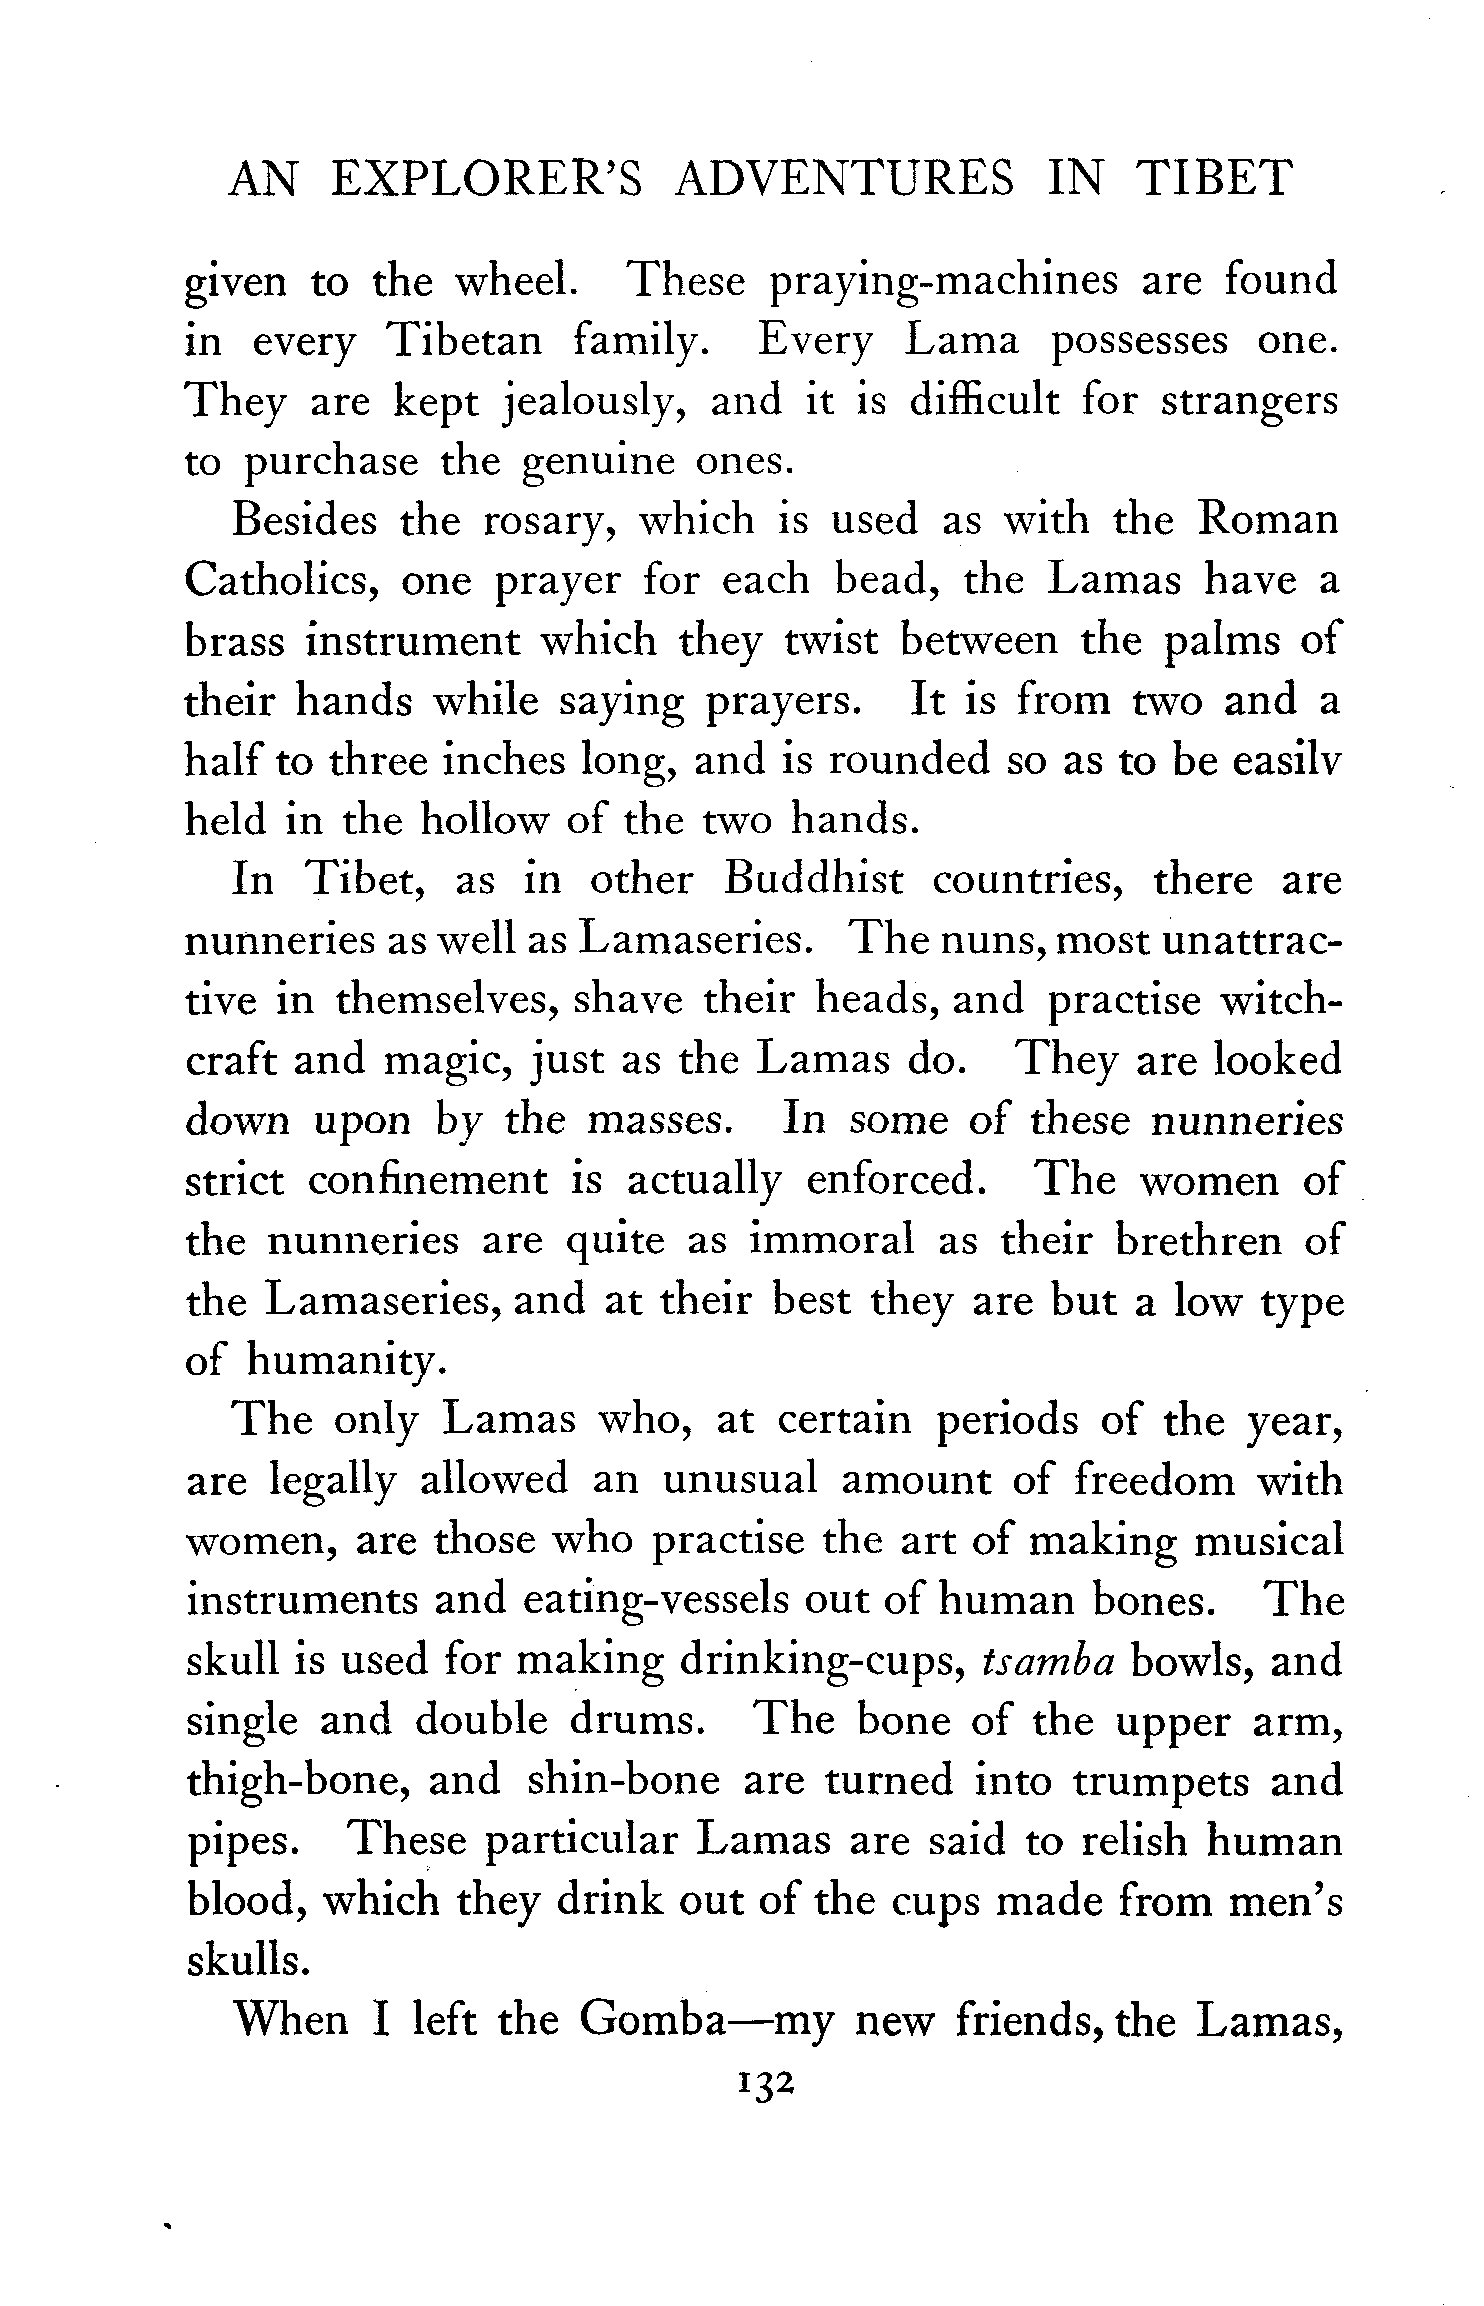 AN EXPLORER'S ADVENTURES IN TIBET
given to the wheel. These praying-machines are found
in every Tibetan family. Every Lama possesses one.
They are kept jealously, and it is difficult for strangers
to purchase the genuine ones.
Besides the rosary, which is used as with the Roman
Catholics, one prayer for each bead, the Lamas have a
brass instrument which they twist between the palms of
their hands while saying prayers. It is from two and a
half to three inches long, and is rounded so as to be easilv
held in the hollow of the two hands.
In Tibet, as in other Buddhist countries, there are
nunneries as well as Lamaseries. The nuns, most unattrac-
tive in themselves, shave their heads, and practise witch-
craft and magic, just as the Lamas do. They are looked
down upon by the masses. In some of these nunneries
strict confinement is actually enforced. The women of
the nunneries are quite as immoral as their brethren of
the Lamaseries, and at their best they are but a low type
of humanity.
The only Lamas who, at certain periods of the year,
are legally allowed an unusual amount of freedom with
women, are those who practise the art of making musical
instruments and eating-vessels out of human bones. The
skull is used for making drinking-cups, tsamba bowls, and
single and double drums. The bone of the upper arm,
thigh-bone, and shin-bone are turned into trumpets and
pipes. These particular Lamas are said to relish human
blood, which they drink out of the cups made from men's
skulls.
When I left the Gomba—my new friends, the Lamas,
132